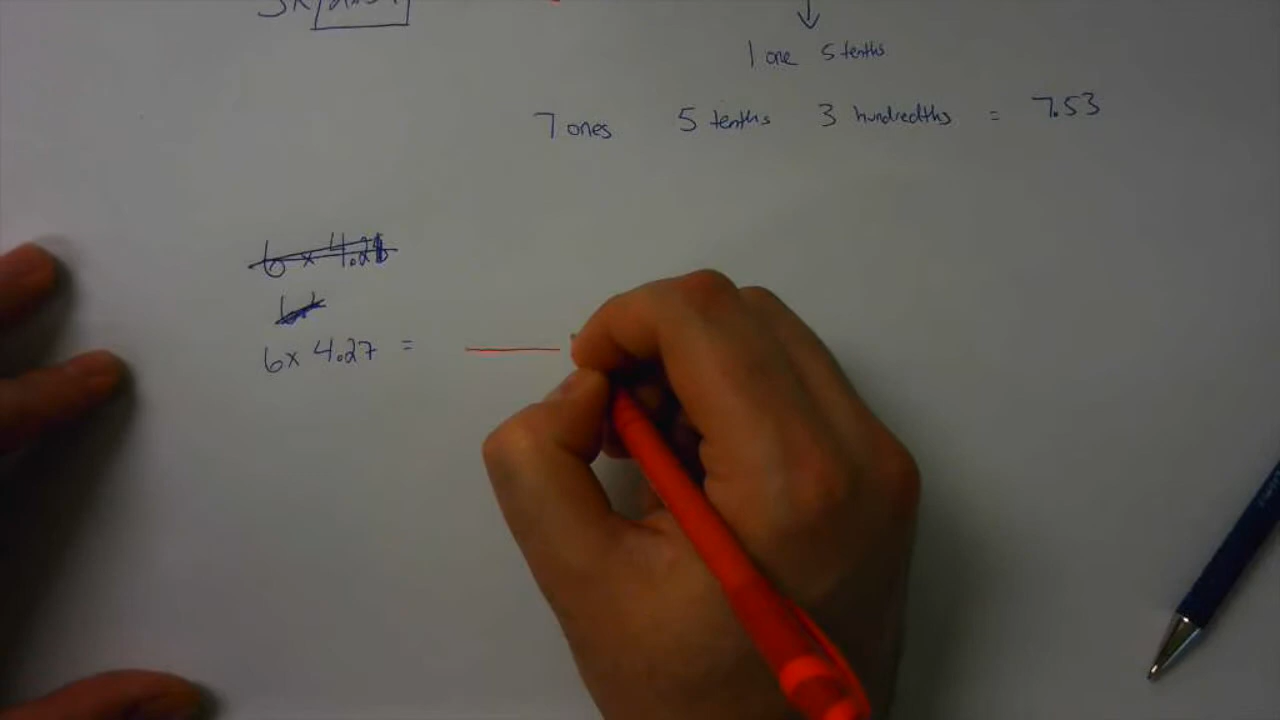 1 one 5 tenths
7 ones 5 tenths 3 hundredths = 7.53
6 x 4.27 =